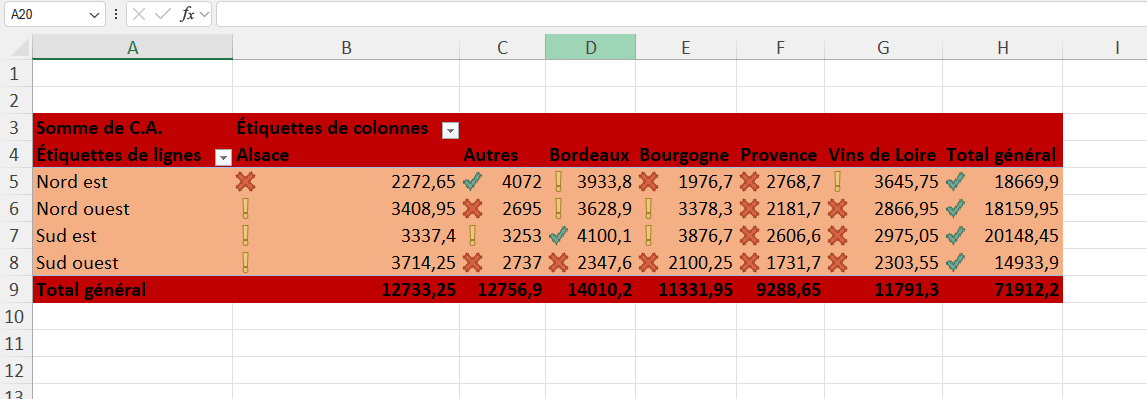 A20 fx
A B C D E F G H I
1
2
3 Somme de C.A. Étiquettes de colonnes
4 Étiquettes de lignes Alsace Autres Bordeaux Bourgogne Provence Vins de Loire Total général
5 Nord est 2272,65 4072 3933,8 1976,7 2768,7 3645,75 18669,9
6 Nord ouest 3408,95 2695 3628,9 3378,3 2181,7 2866,95 18159,95
7 Sud est 3337,4 3253 4100,1 3876,7 2606,6 2975,05 20148,45
8 Sud ouest 3714,25 2737 2347,6 2100,25 1731,7 2303,55 14933,9
9 Total général 12733,25 12756,9 14010,2 11331,95 9288,65 11791,3 71912,2
10
11
12
13